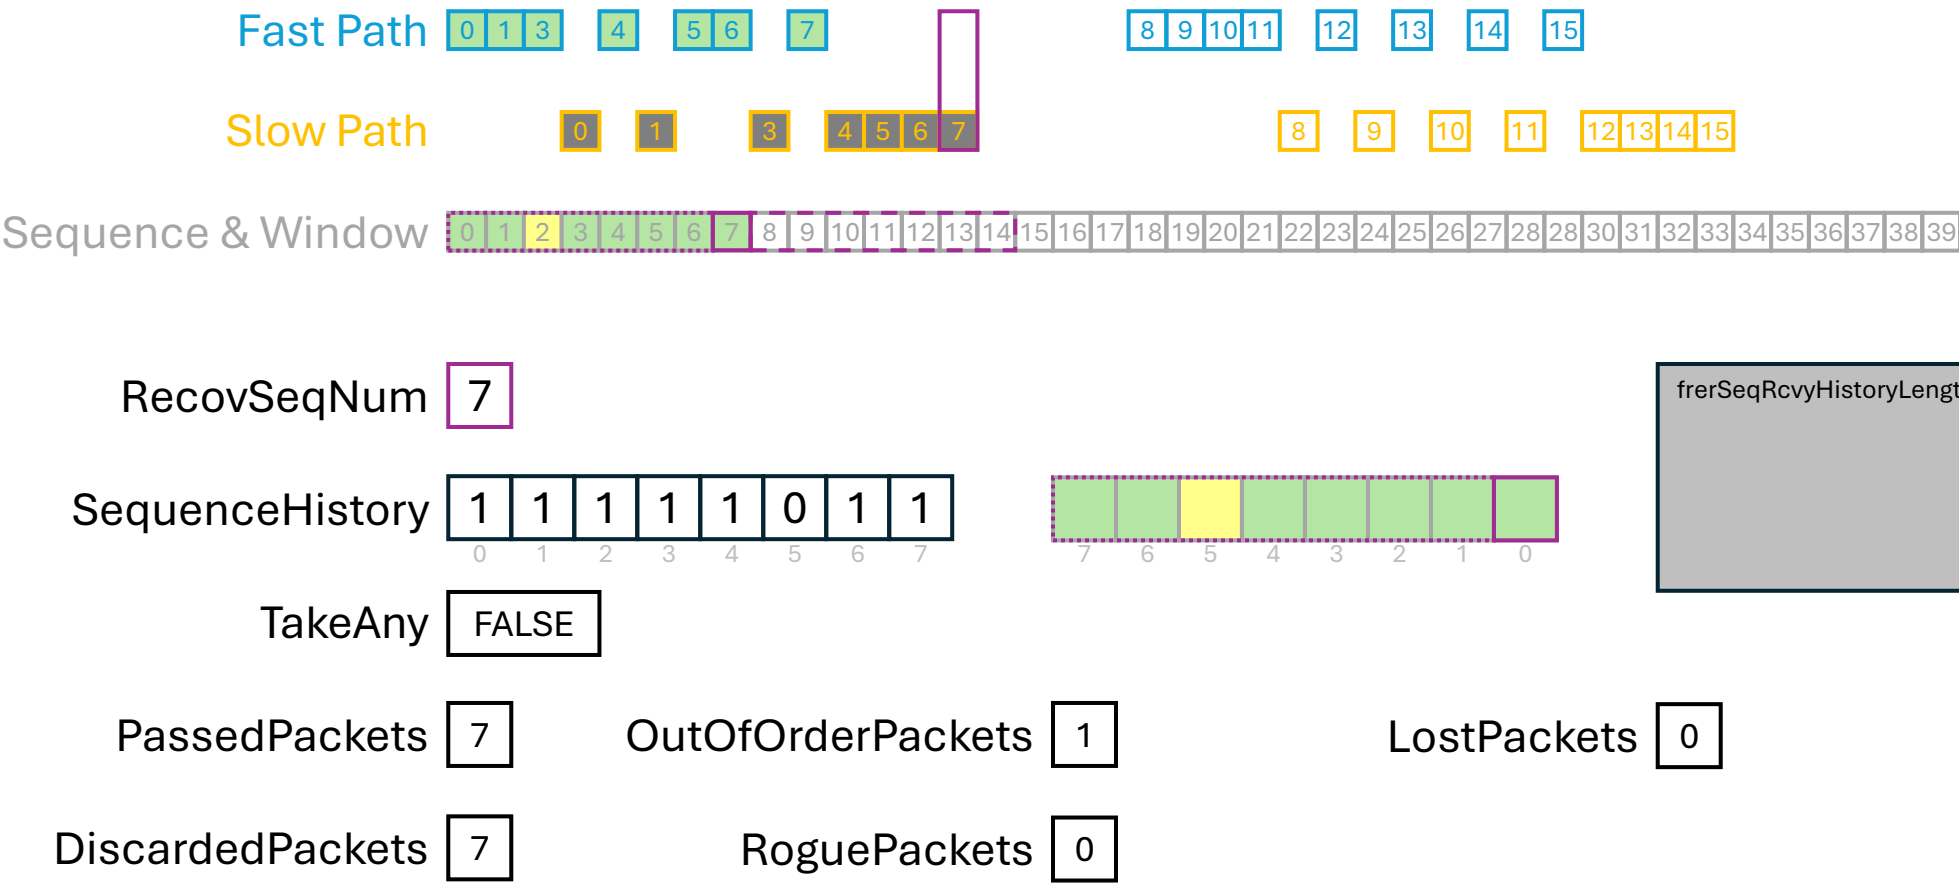 Fast Path 0 1 3 4 5 6 7 8 9 10 11 12 13 14 15
Slow Path 0 1 3 4 5 6 7 8 9 10 11 12 13 14 15
Sequence & Window 0 1 2 3 4 5 6 7 8 9 10 11 12 13 14 15 16 17 18 19 20 21 22 23 24 25 26 27 28 28 30 31 32 33 34 35 36 37 38 39
RecovSeqNum 7
frerSeqRcvyHistoryLengt
SequenceHistory 1 1 1 1 1 0 1 1
0 1 2 3 4 5 6 7 7 6 5 4 3 2 1 0
TakeAny FALSE
PassedPackets 7 OutOfOrderPackets 1 LostPackets 0
DiscardedPackets 7 RoguePackets 0